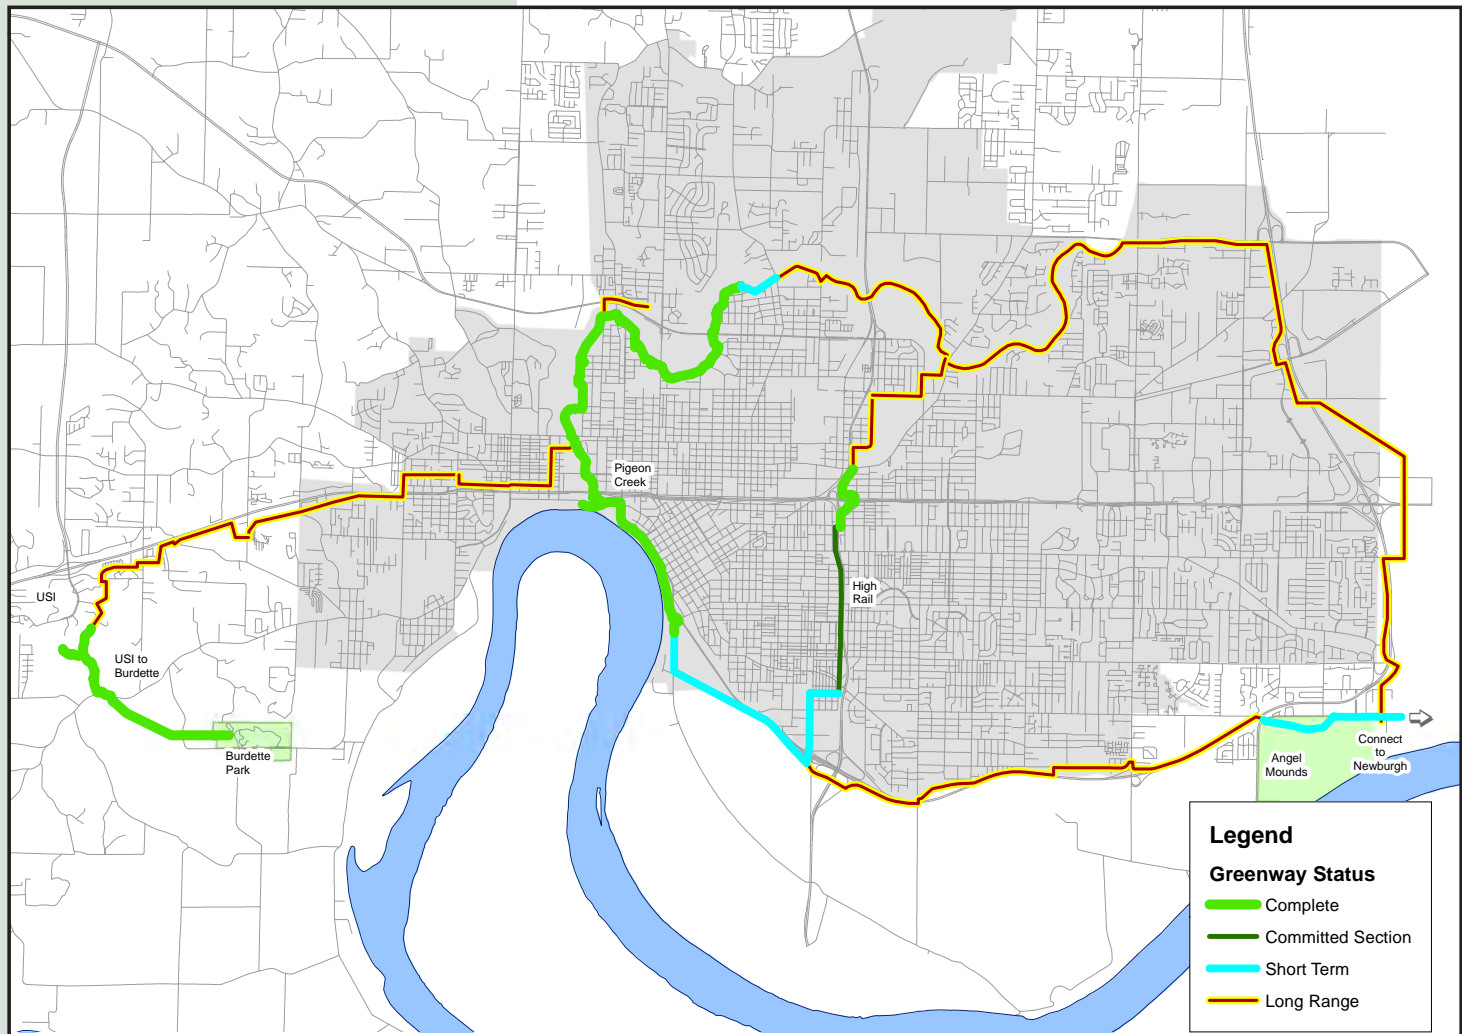 Pigeon
Creek
USI
High
Rail
USI to
Burdette
Burdette
Park
Angel
Mounds
Connect
to
Newburgh
Legend
Greenway Status
Complete
Committed Section
Short Term
Long Range